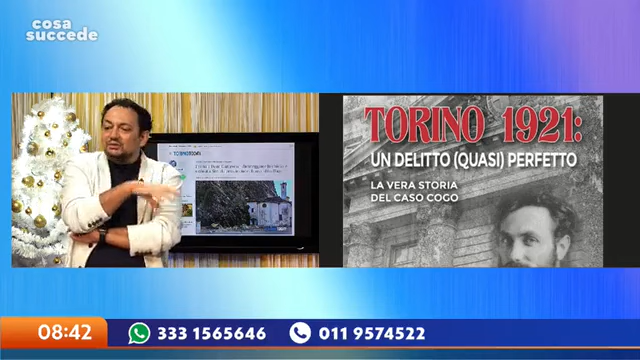 cosa
succede
TORINO 1921:
UN DELITTO (QUASI) PERFETTO
LA VERA STORIA
DEL CASO COGO
08:42
333 1565646
011 9574522